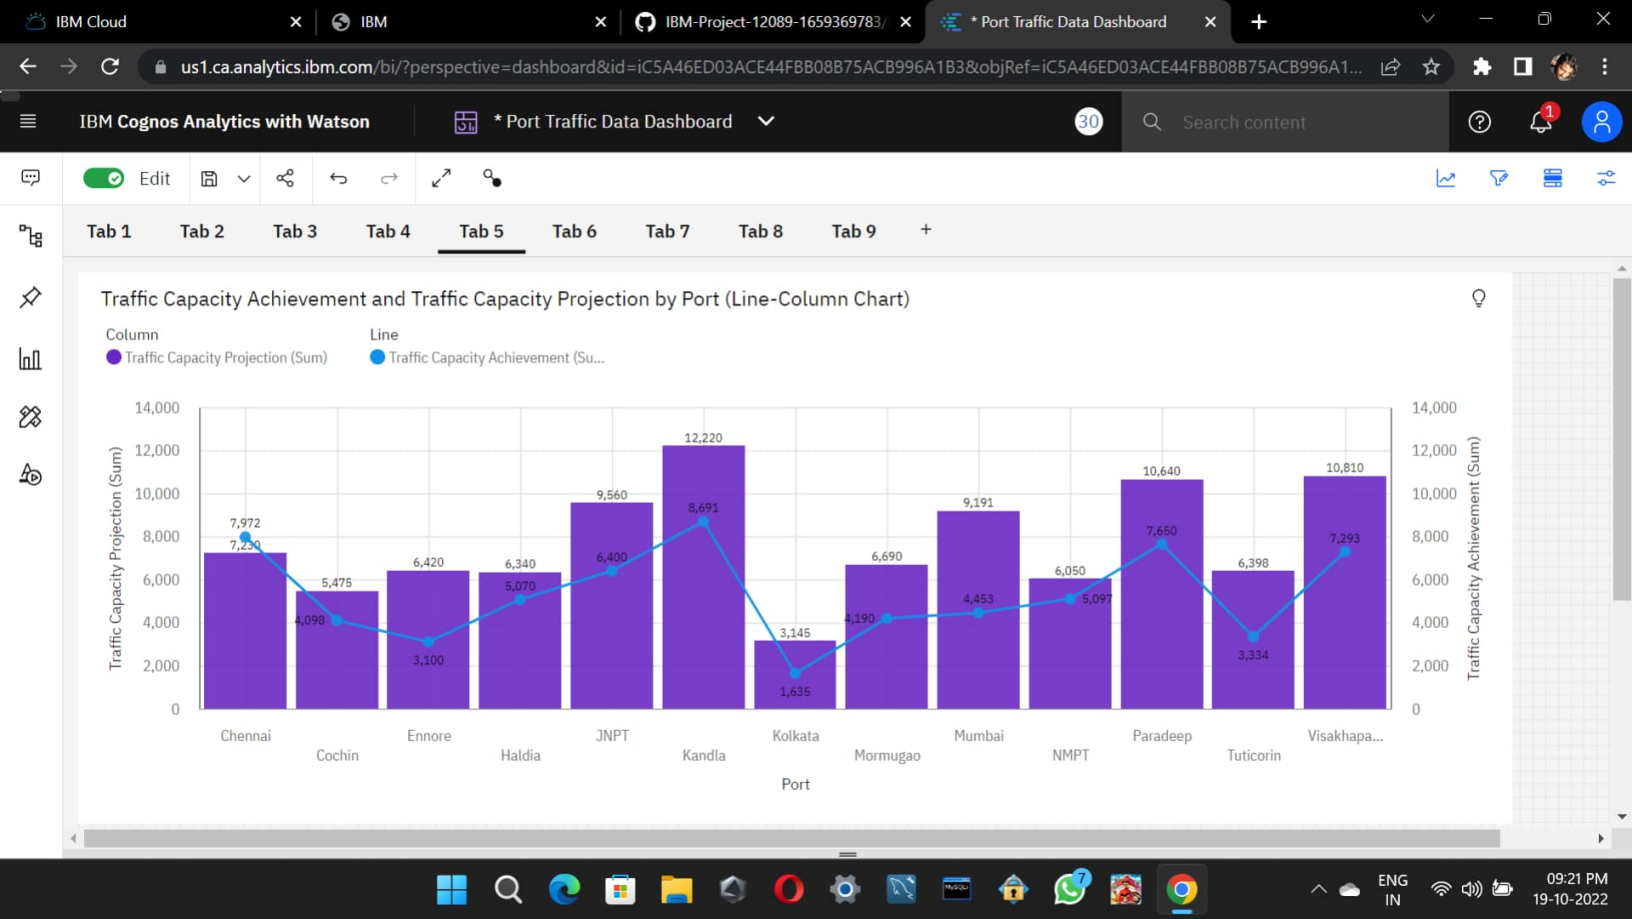 IBM Cloud
IBM
IBM-Project-12089-1659369783/
* Port Traffic Data Dashboard
us1.ca.analytics.ibm.com/bi/?perspective=dashboard&id=iC5A46ED03ACE44FBB08B75ACB996A1B3&objRef=iC5A46ED03ACE44FBB08B75ACB996A1...
IBM Cognos Analytics with Watson
* Port Traffic Data Dashboard
30
Search content
1
Edit
Tab 1 Tab 2 Tab 3 Tab 4 Tab 5 Tab 6 Tab 7 Tab 8 Tab 9 +
Traffic Capacity Achievement and Traffic Capacity Projection by Port (Line-Column Chart)
Column
Traffic Capacity Projection (Sum)
Line
Traffic Capacity Achievement (Su...
Traffic Capacity Projection (Sum)
14,000
12,000
10,000
8,000
6,000
4,000
2,000
0
7,972
7,230
5,475
4,098
6,420
3,100
6,340
5,070
9,560
6,400
12,220
8,691
3,145
1,635
6,690
4,190
9,191
4,453
6,050
5,097
10,640
7,650
6,398
3,334
10,810
7,293
14,000
12,000
10,000
8,000
6,000
4,000
2,000
0
Traffic Capacity Achievement (Sum)
Chennai
Cochin
Ennore
Haldia
JNPT
Kandla
Kolkata
Mormugao
Mumbai
NMPT
Paradeep
Tuticorin
Visakhapa...
Port
MySQL
7
ENG
IN
09:21 PM
19-10-2022